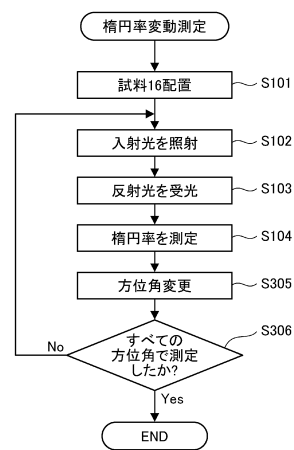 楕円率変動測定
試料16配置
S101
入射光を照射
S102
反射光を受光
S103
楕円率を測定
S104
方位角変更
S305
すべての
方位角で測定
したか?
S306
No
Yes
END